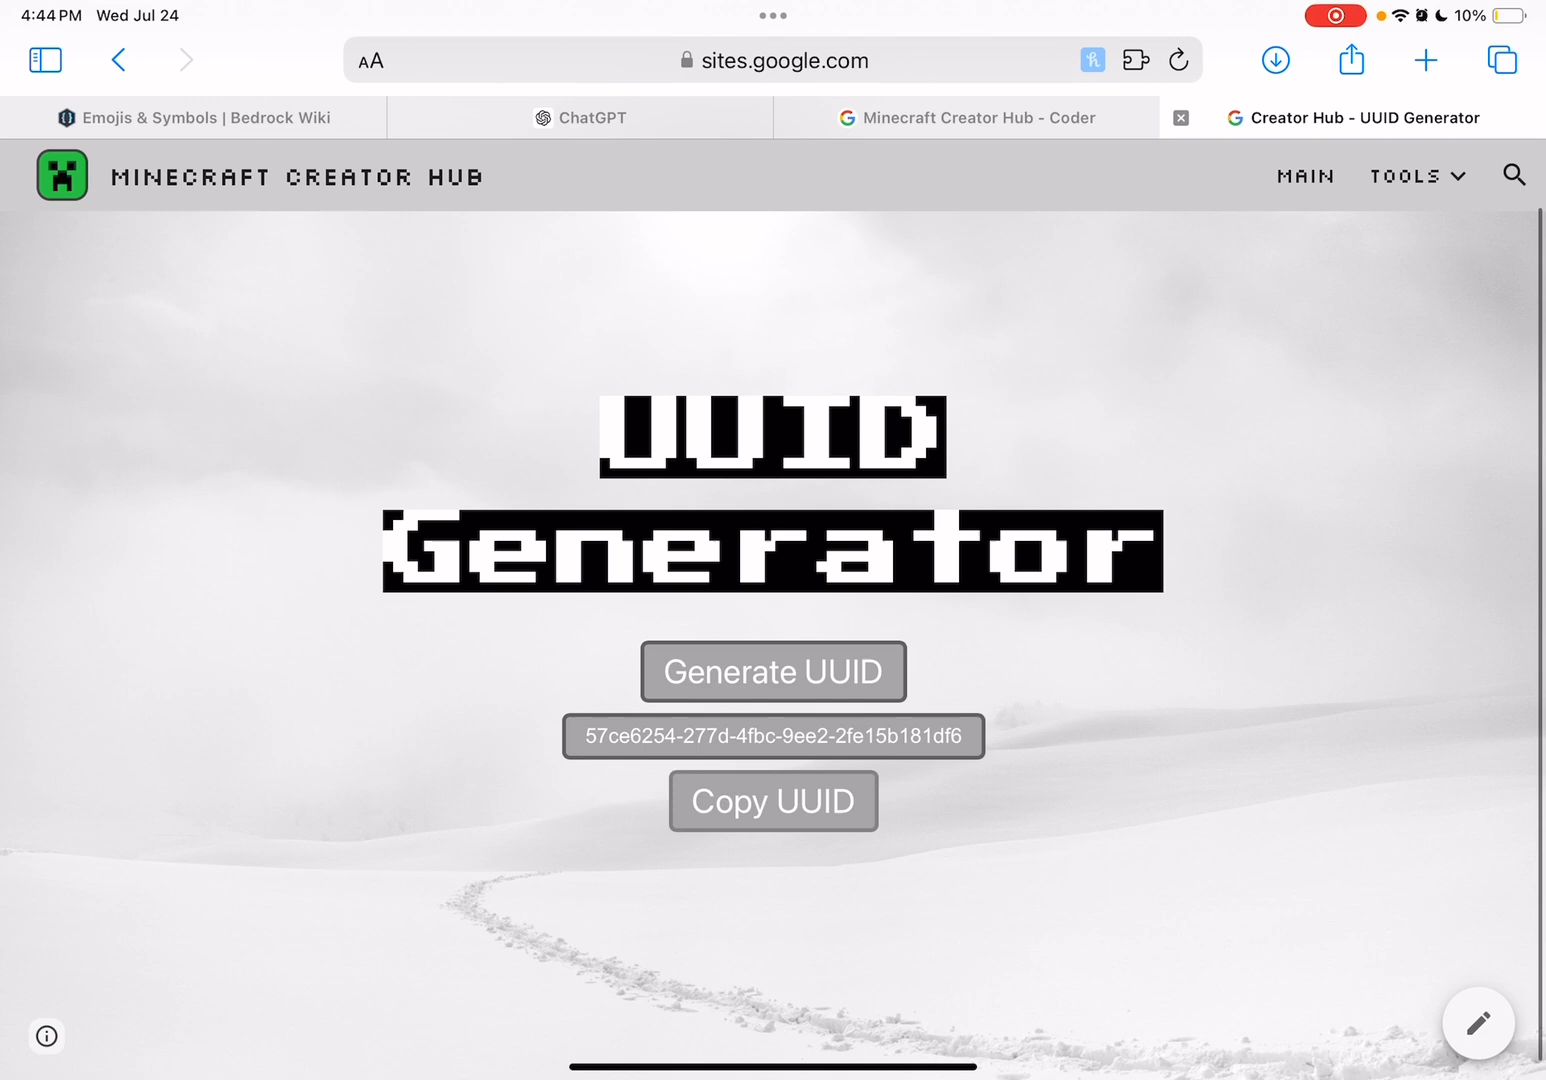 4:44 PM Wed Jul 24
10%
AA
sites.google.com
Emojis & Symbols | Bedrock Wiki
ChatGPT
Minecraft Creator Hub - Coder
Creator Hub - UUID Generator
MINECRAFT CREATOR HUB
MAIN
TOOLS
UUID
Generator
Generate UUID
57ce6254-277d-4fbc-9ee2-2fe15b181df6
Copy UUID